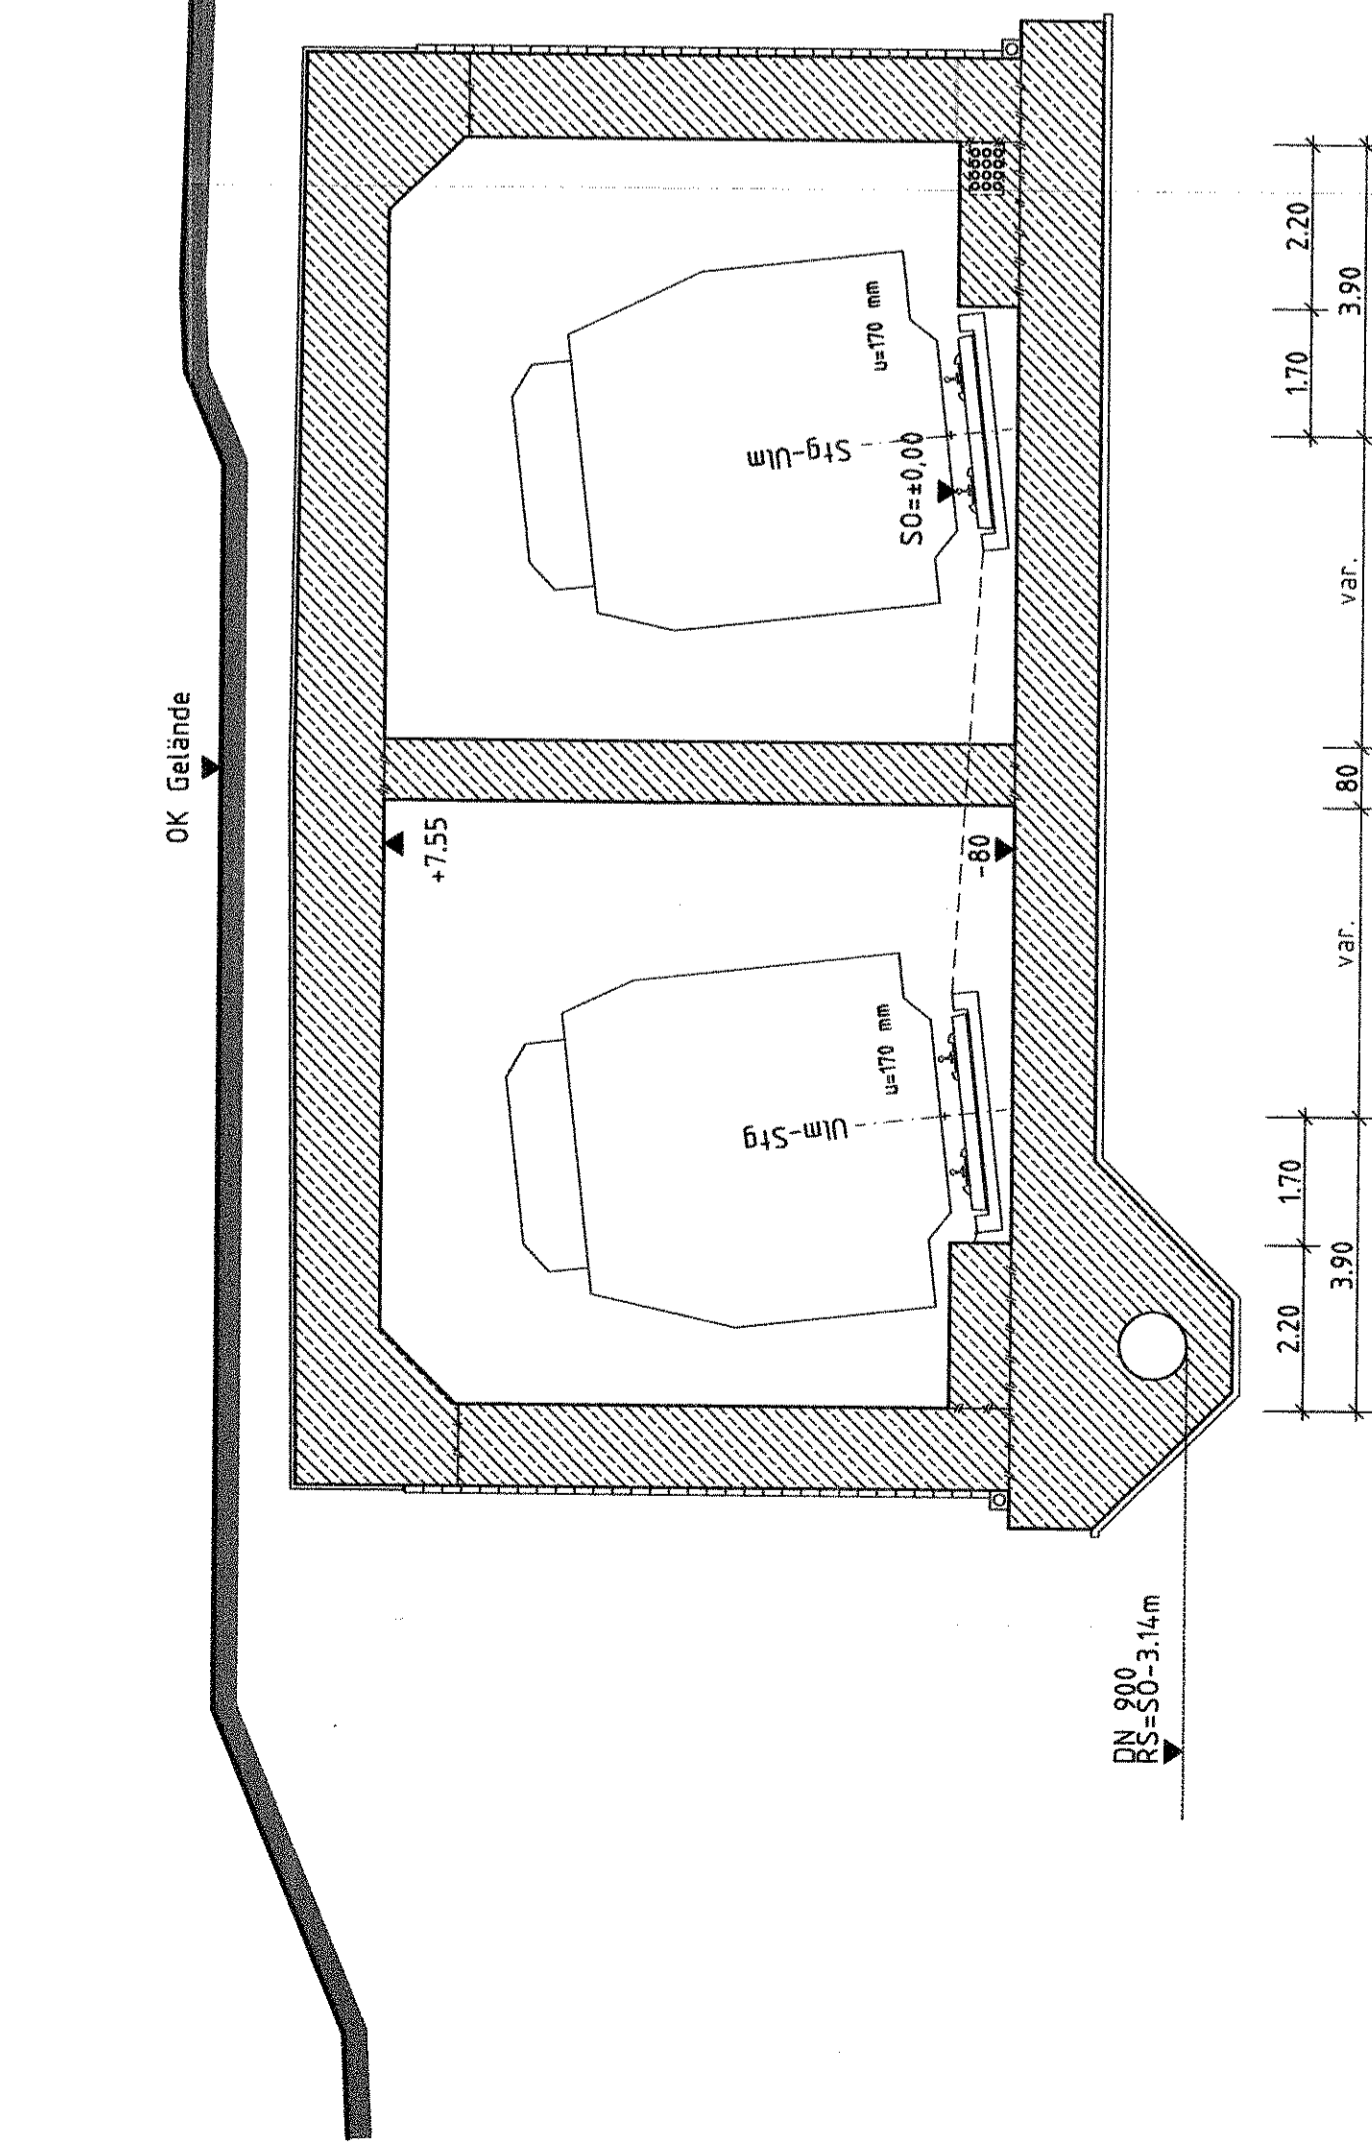 OK Gelände
+7.55
-80
Ulm-Stg
u=170 mm
Stg-Ulm
u=170 mm
SO=±0,00
DN 900
RS=SO-3.14m
2.20
1.70
1.70
2.20
3.90
var.
80
var.
3.90